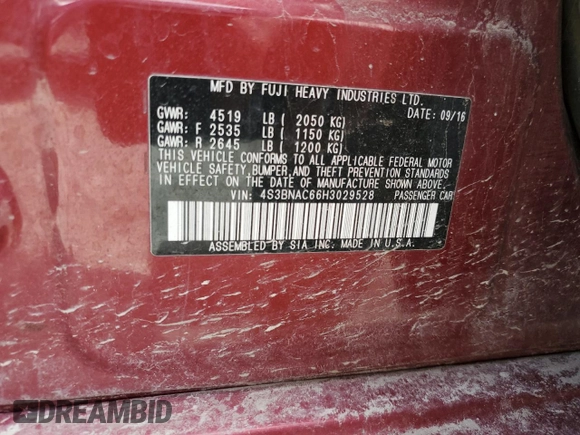 MFD BY FUJI HEAVY INDUSTRIES LTD.
DATE: 09/16
GVWR: 4519 LB ( 2050 KG)
GAWR: F 2535 LB ( 1150 KG)
GAWR: R 2645 LB ( 1200 KG)
THIS VEHICLE CONFORMS TO ALL APPLICABLE FEDERAL MOTOR
VEHICLE SAFETY, BUMPER, AND THEFT PREVENTION STANDARDS
IN EFFECT ON THE DATE OF MANUFACTURE SHOWN ABOVE.
VIN: 4S3BNAC66H3029528 PASSENGER CAR
ASSEMBLED BY SIA INC. MADE IN U.S.A.
DREAMBID